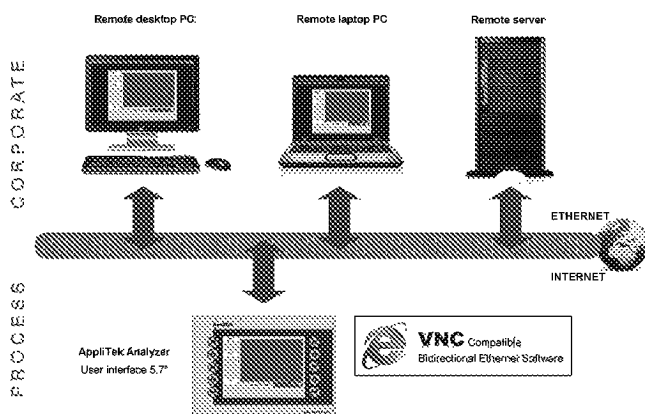 Remote desktop PC
Remote laptop PC
Remote server
CORPORATE
ETHERNET
INTERNET
PROCESS
AppliTek Analyzer
User interface 5.7"
VNC Compatible
Bidirectional Ethernet Software